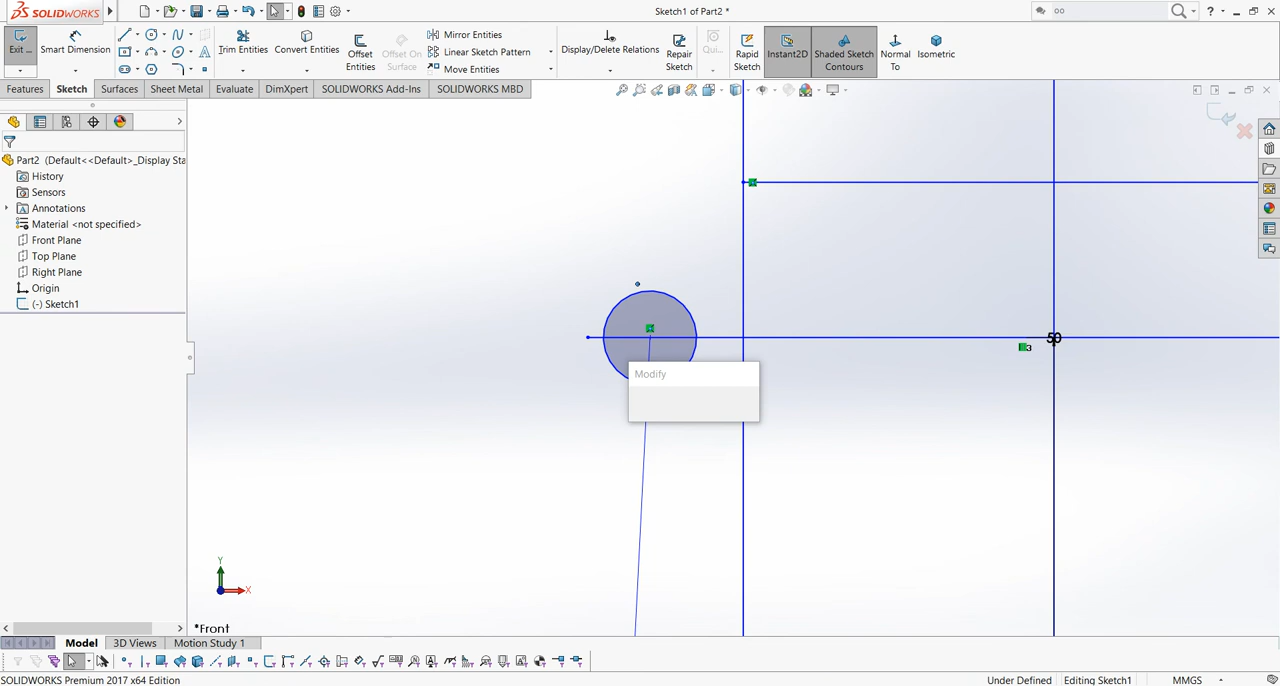 SOLIDWORKS
Sketch1 of Part2 *
oo
?
Exit ...
Smart Dimension
Trim Entities
Convert Entities
Offset
Entities
Offset On
Surface
Mirror Entities
Linear Sketch Pattern
Move Entities
Display/Delete Relations
Repair
Sketch
Qui...
Rapid
Sketch
Instant2D
Shaded Sketch
Contours
Normal
To
Isometric
Features
Sketch
Surfaces
Sheet Metal
Evaluate
DimXpert
SOLIDWORKS Add-Ins
SOLIDWORKS MBD
Part2 (Default<<Default>_Display Sta
History
Sensors
Annotations
Material <not specified>
Front Plane
Top Plane
Right Plane
Origin
(-) Sketch1
50
3
Modify
Y
X
*Front
Model
3D Views
Motion Study 1
SOLIDWORKS Premium 2017 x64 Edition
Under Defined
Editing Sketch1
MMGS